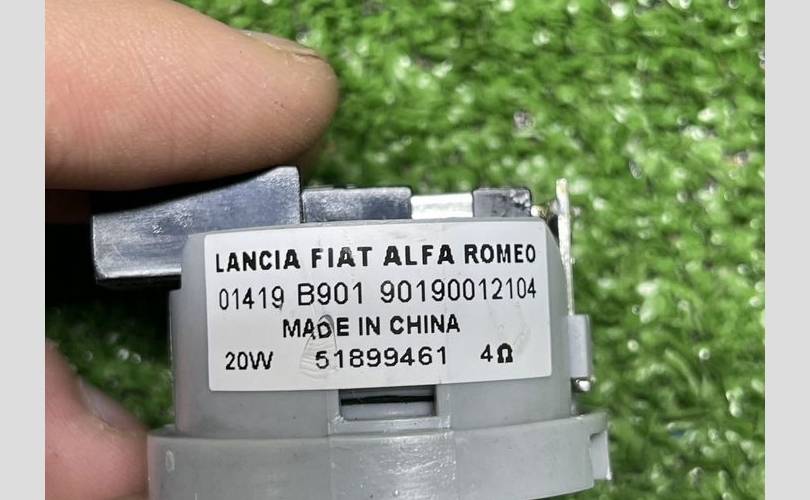 LANCIA FIAT ALFA ROMEO
01419 B901 90190012104
MADE IN CHINA
20W 51899461 4Ω